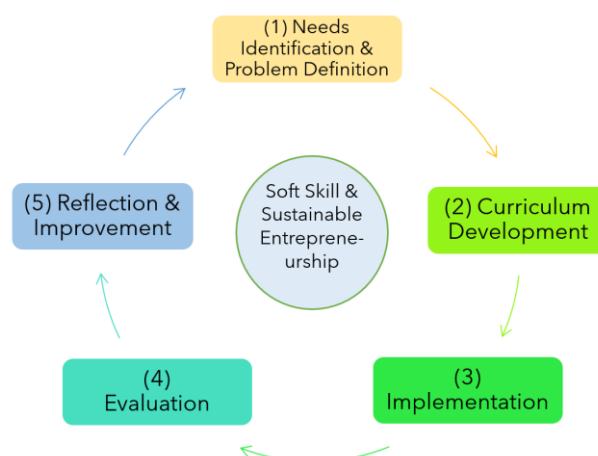 (1) Needs
Identification &
Problem Definition
(2) Curriculum
Development
(3)
Implementation
(4)
Evaluation
(5) Reflection &
Improvement
Soft Skill &
Sustainable
Entreprene-
urship